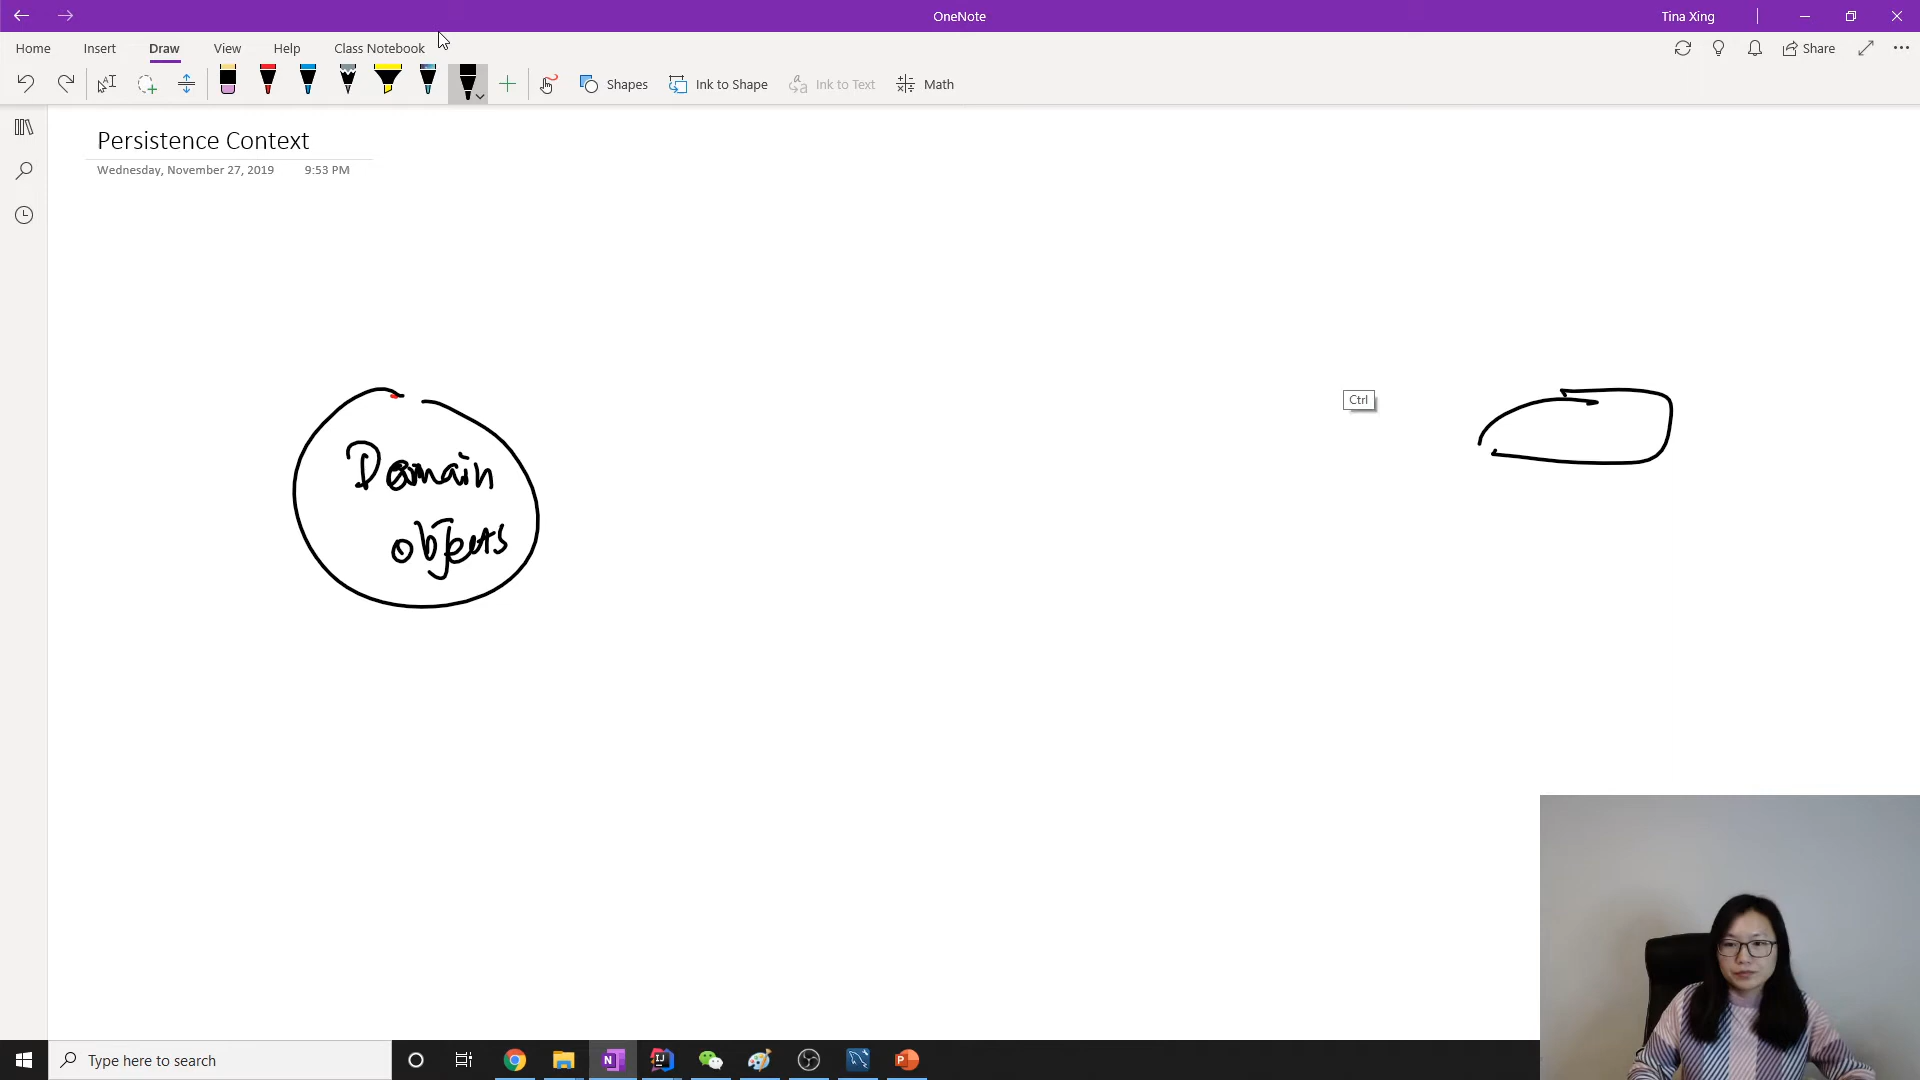 OneNote
Tina Xing
Home Insert Draw View Help Class Notebook
Share
Shapes Ink to Shape Ink to Text Math
Persistence Context
Wednesday, November 27, 2019 9:53 PM
Ctrl
Domain
objects
Type here to search